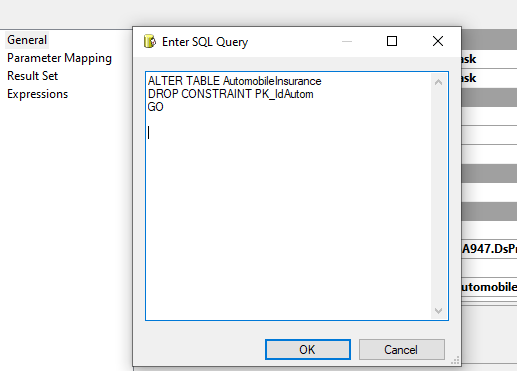 General
Parameter Mapping
Result Set
Expressions
Enter SQL Query
ALTER TABLE AutomobileInsurance
DROP CONSTRAINT PK_IdAutom
GO
ask
ask
A947.DsPr
utomobile
OK
Cancel